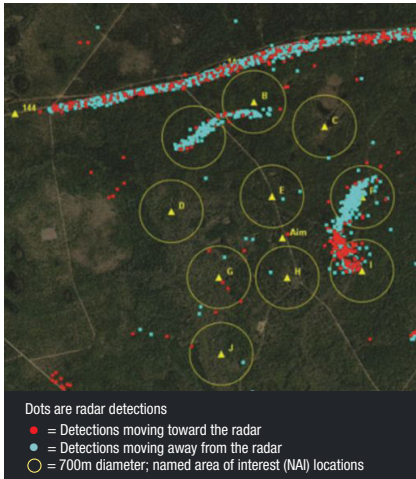 B
144
C
E
D
Aim
G
H
I
J
Dots are radar detections
= Detections moving toward the radar
= Detections moving away from the radar
= 700m diameter; named area of interest (NAI) locations